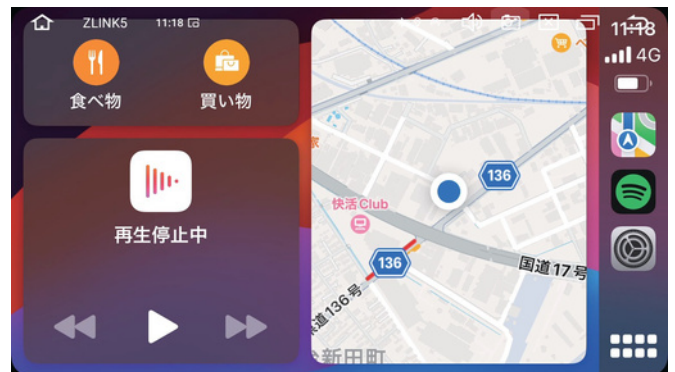 ZLINK5
11:18
11:18
4G
食べ物
買い物
136
快活Club
再生停止中
136
国道17号
県道136号
新田町